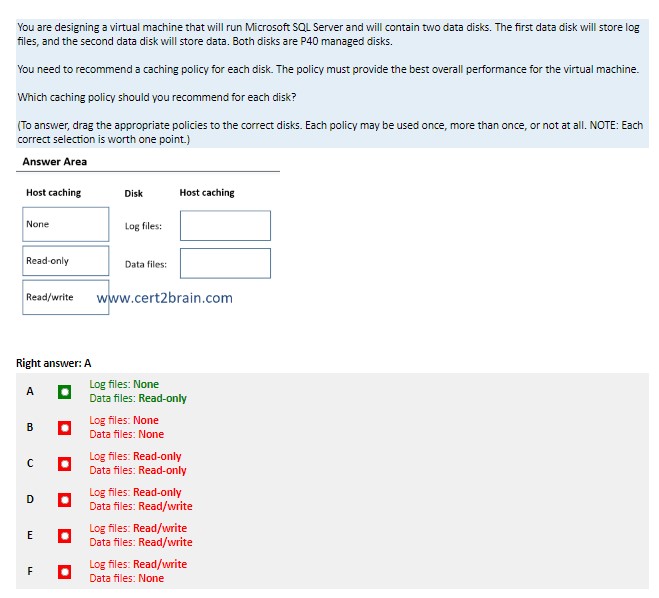 You are designing a virtual machine that will run Microsoft SQL Server and will contain two data disks. The first data disk will store log
files, and the second data disk will store data. Both disks are P40 managed disks.
You need to recommend a caching policy for each disk. The policy must provide the best overall performance for the virtual machine.
Which caching policy should you recommend for each disk?
(To answer, drag the appropriate policies to the correct disks. Each policy may be used once, more than once, or not at all. NOTE: Each
correct selection is worth one point.)
Answer Area
Host caching Disk Host caching
None Log files:
Read-only Data files:
Read/write www.cert2brain.com
Right answer: A
A Log files: None
Data files: Read-only
B Log files: None
Data files: None
C Log files: Read-only
Data files: Read-only
D Log files: Read-only
Data files: Read/write
E Log files: Read/write
Data files: Read/write
F Log files: Read/write
Data files: None